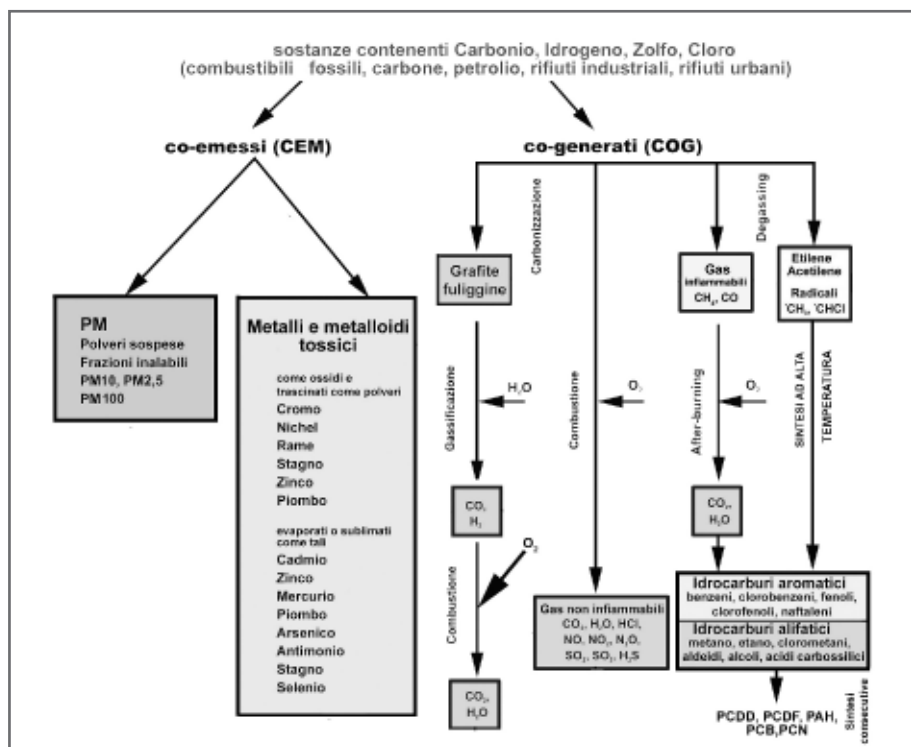 sostanze contenenti Carbonio, Idrogeno, Zolfo, Cloro
(combustibili fossili, carbone, petrolio, rifiuti industriali, rifiuti urbani)
co-emessi (CEM)
co-generati (COG)
PM
Polveri sospese
Frazioni inalabili
PM10, PM2,5
PM100
Metalli e metalloidi
tossici
come ossidi e
trascinati come polveri
Cromo
Nichel
Rame
Stagno
Zinco
Piombo
evaporati o sublimati
come tali
Cadmio
Zinco
Mercurio
Piombo
Arsenico
Antimonio
Stagno
Selenio
Carbonizzazione
Grafite
fuliggine
Gassificazione
H₂O
CO,
H₂
Combustione
O₂
CO₂,
H₂O
Combustione
O₂
Gas non infiammabili
CO₂, H₂O, HCl,
NO, NO₂, N₂O,
SO₂, SO₃, H₂S
Degassing
Gas
infiammabili
CH₄, CO
After-burning
O₂
CO₂,
H₂O
Etilene
Acetilene
Radicali
SINTESI AD ALTA
TEMPERATURA
Idrocarburi aromatici
benzeni, clorobenzeni, fenoli,
clorofenoli, naftaleni
Idrocarburi alifatici
metano, etano, clorometani,
aldeidi, alcoli, acidi carbossilici
Sintesi
consecutive
PCDD, PCDF, PAH,
PCB,PCN